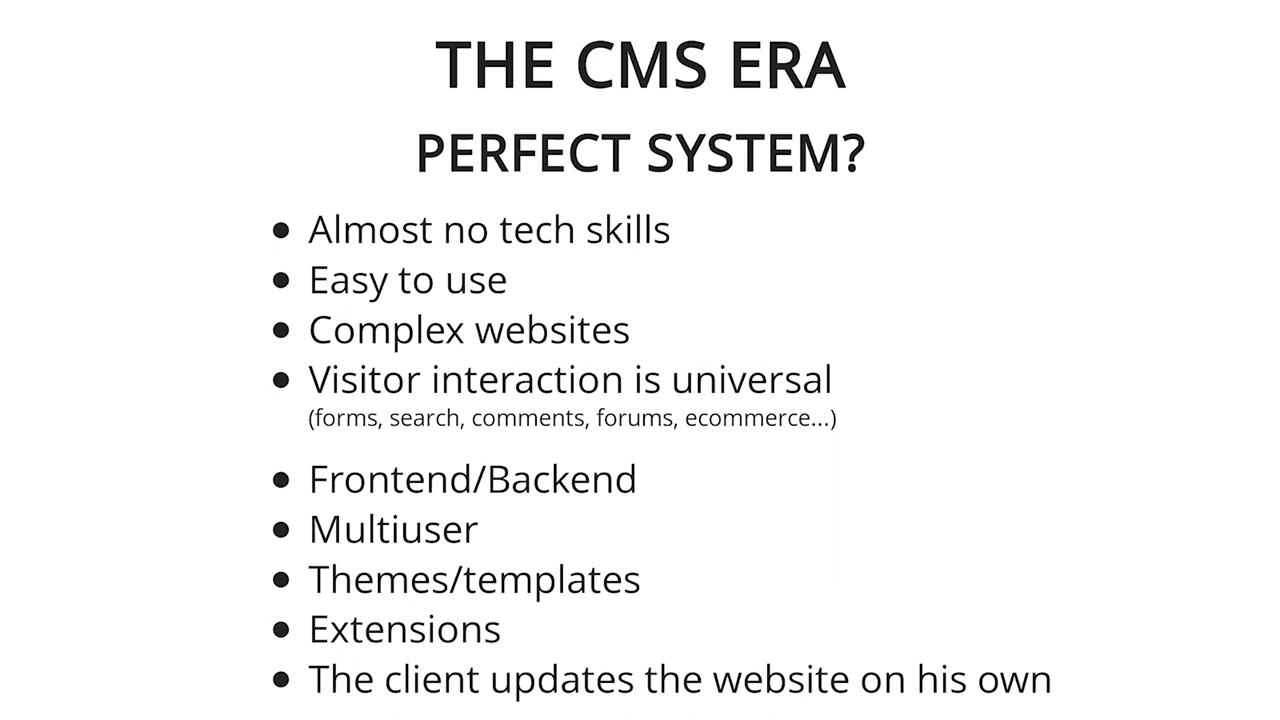 THE CMS ERA
PERFECT SYSTEM?
• Almost no tech skills
• Easy to use
• Complex websites
• Visitor interaction is universal
(forms, search, comments, forums, ecommerce...)
• Frontend/Backend
• Multiuser
• Themes/templates
• Extensions
• The client updates the website on his own